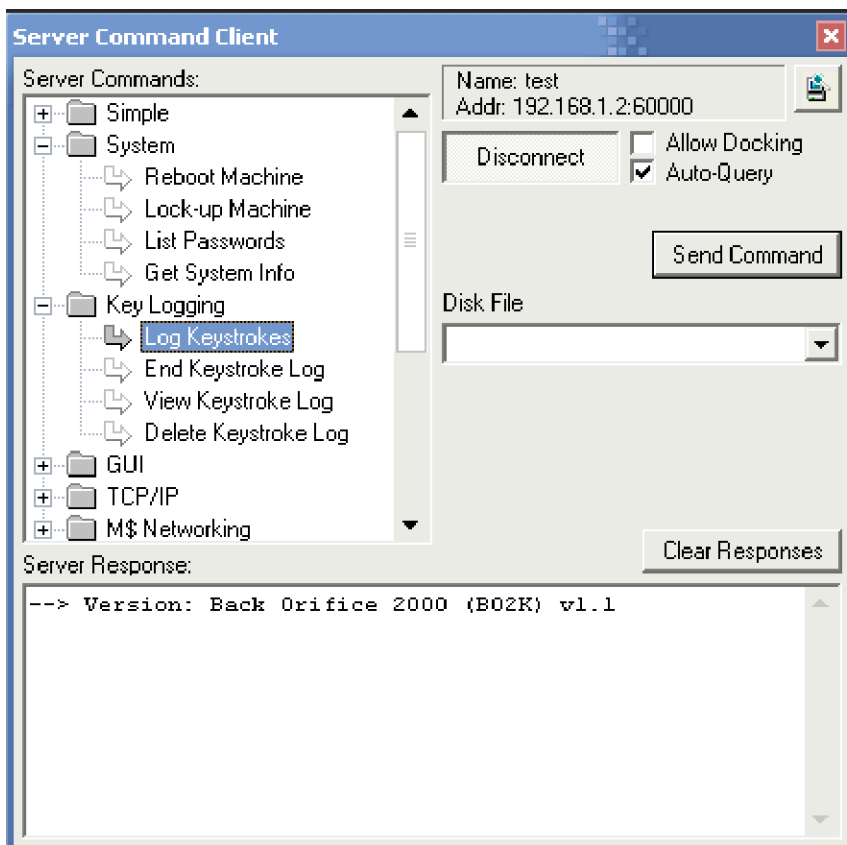 Server Command Client
Server Commands:
Simple
System
Reboot Machine
Lock-up Machine
List Passwords
Get System Info
Key Logging
Log Keystrokes
End Keystroke Log
View Keystroke Log
Delete Keystroke Log
GUI
TCP/IP
M$ Networking
Name: test
Addr: 192.168.1.2:60000
Disconnect
Allow Docking
Auto-Query
Send Command
Disk File
Clear Responses
Server Response:
--> Version: Back Orifice 2000 (BO2K) v1.1